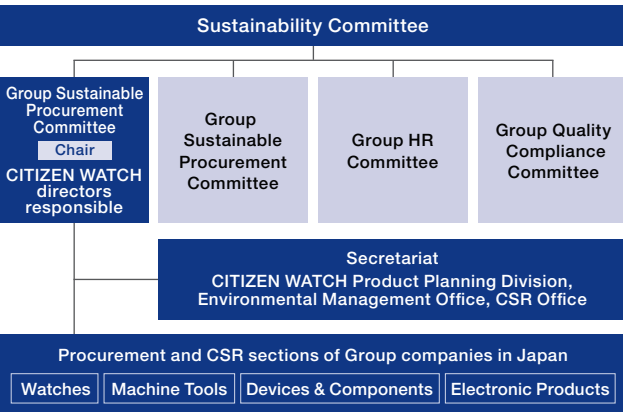 Sustainability Committee
Group Sustainable
Procurement
Committee
Chair
CITIZEN WATCH
directors
responsible
Group
Sustainable
Procurement
Committee
Group HR
Committee
Group Quality
Compliance
Committee
Secretariat
CITIZEN WATCH Product Planning Division,
Environmental Management Office, CSR Office
Procurement and CSR sections of Group companies in Japan
Watches
Machine Tools
Devices & Components
Electronic Products